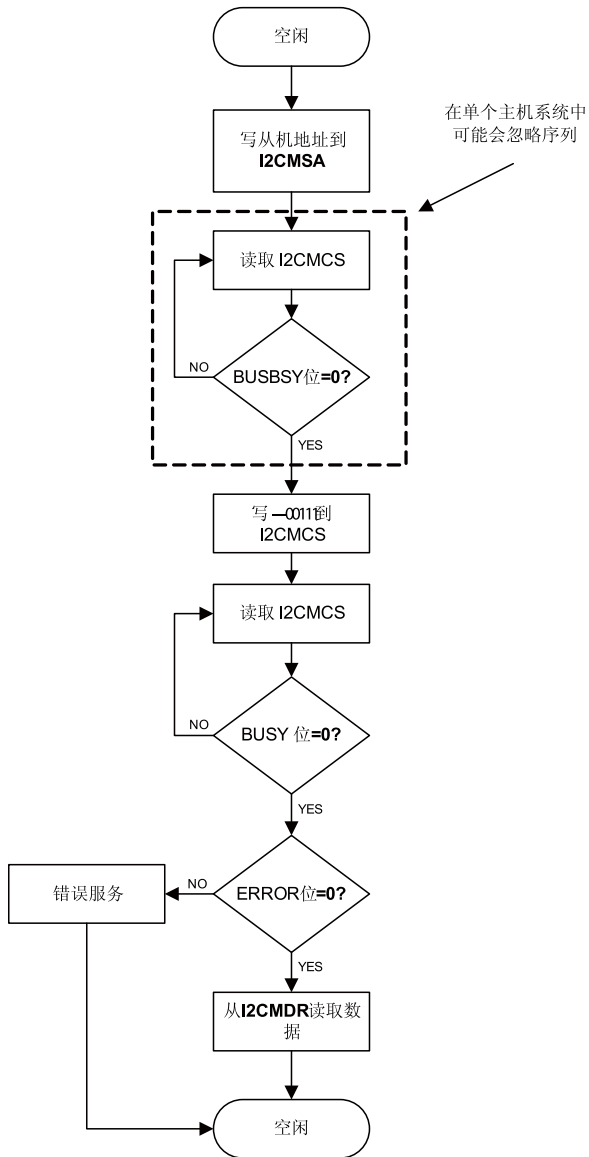 空闲
写从机地址到
I2CMSA
在单个主机系统中
可能会忽略序列
读取 I2CMCS
BUSBSY位=0?
NO
YES
写 ---00111到
I2CMCS
读取 I2CMCS
BUSY 位=0?
NO
YES
ERROR位=0?
NO
错误服务
YES
从I2CMDR读取数
据
空闲